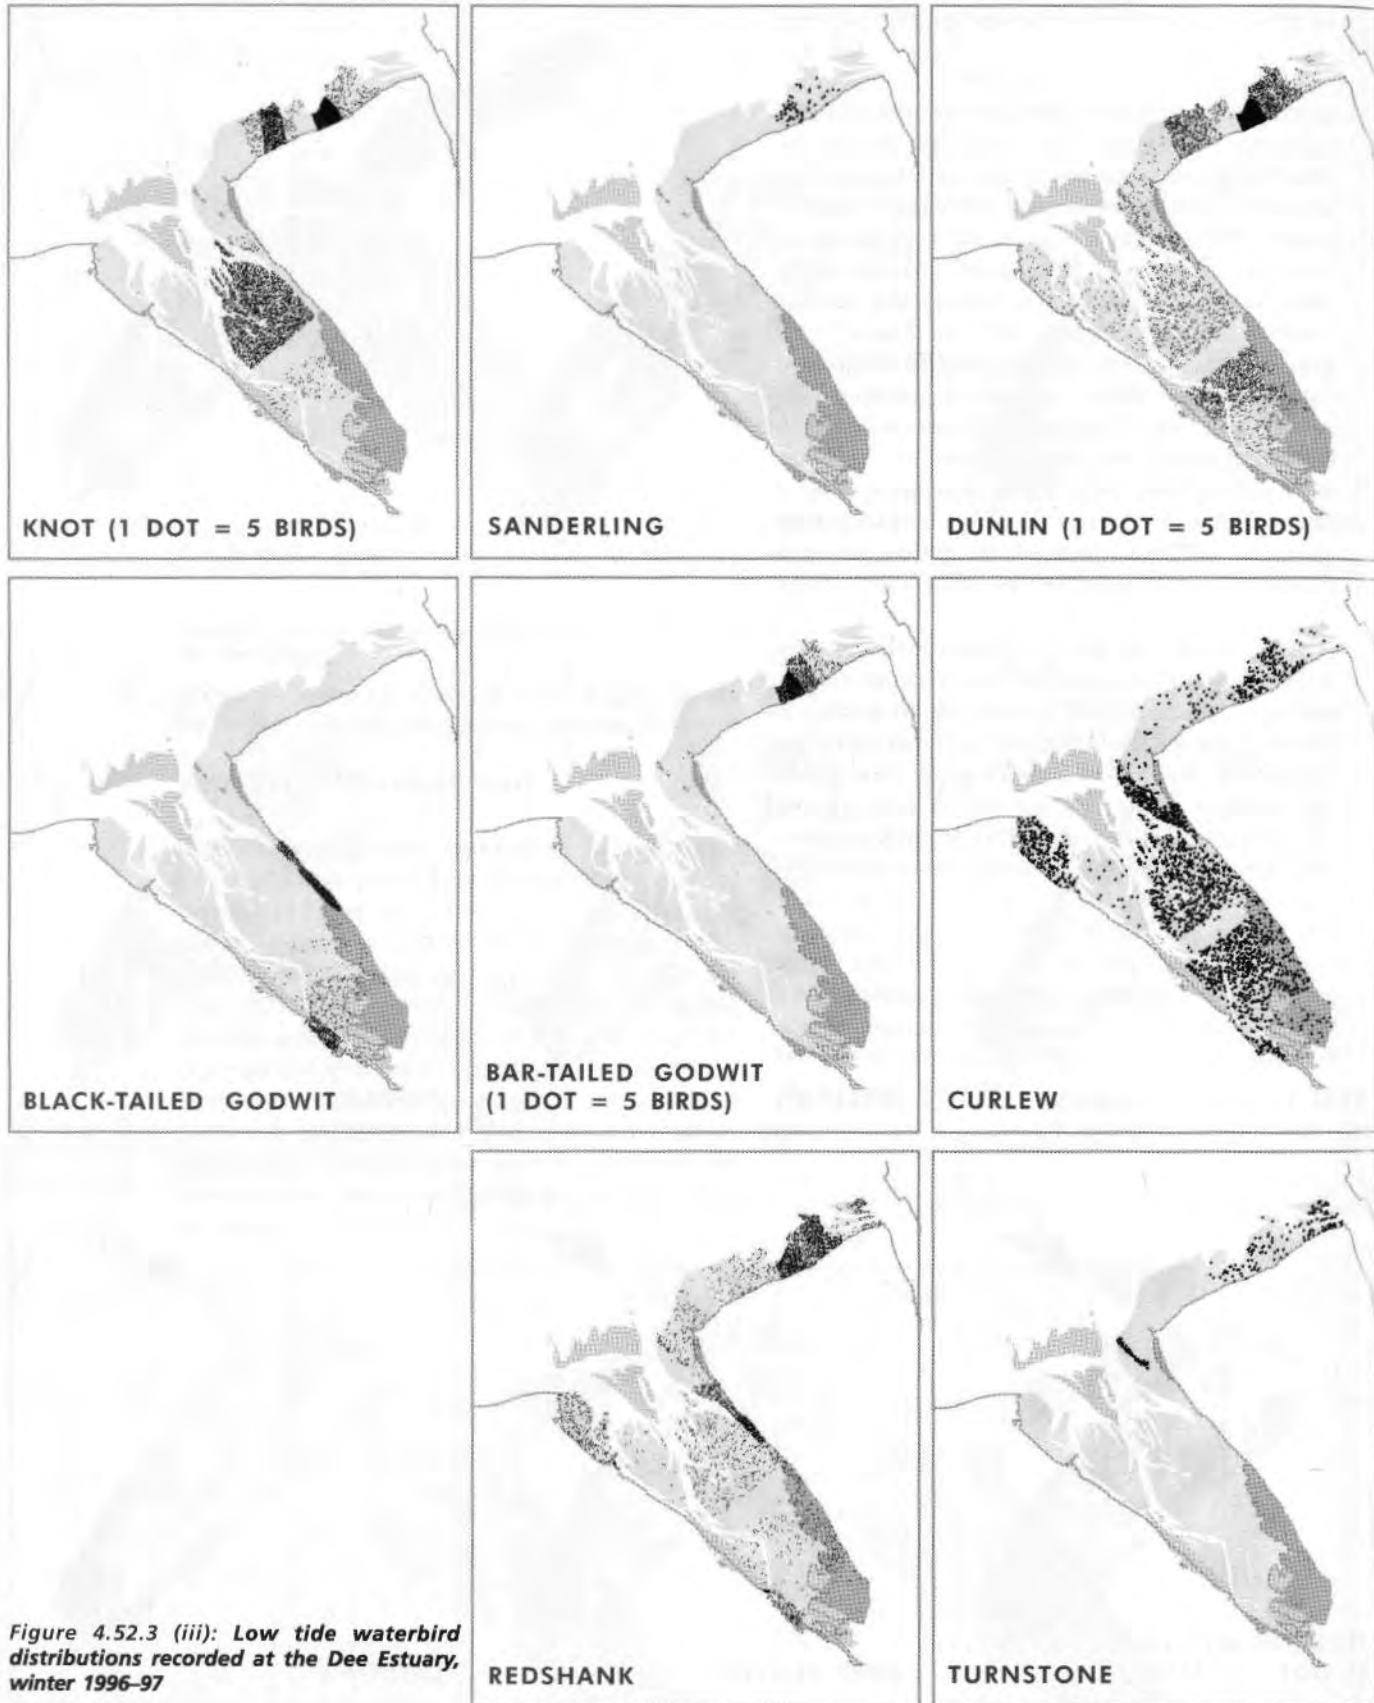 KNOT (1 DOT = 5 BIRDS)
SANDERLING
DUNLIN (1 DOT = 5 BIRDS)
BLACK-TAILED GODWIT
BAR-TAILED GODWIT
(1 DOT = 5 BIRDS)
CURLEW
REDSHANK
TURNSTONE
Figure 4.52.3 (iii): Low tide waterbird
distributions recorded at the Dee Estuary,
winter 1996–97